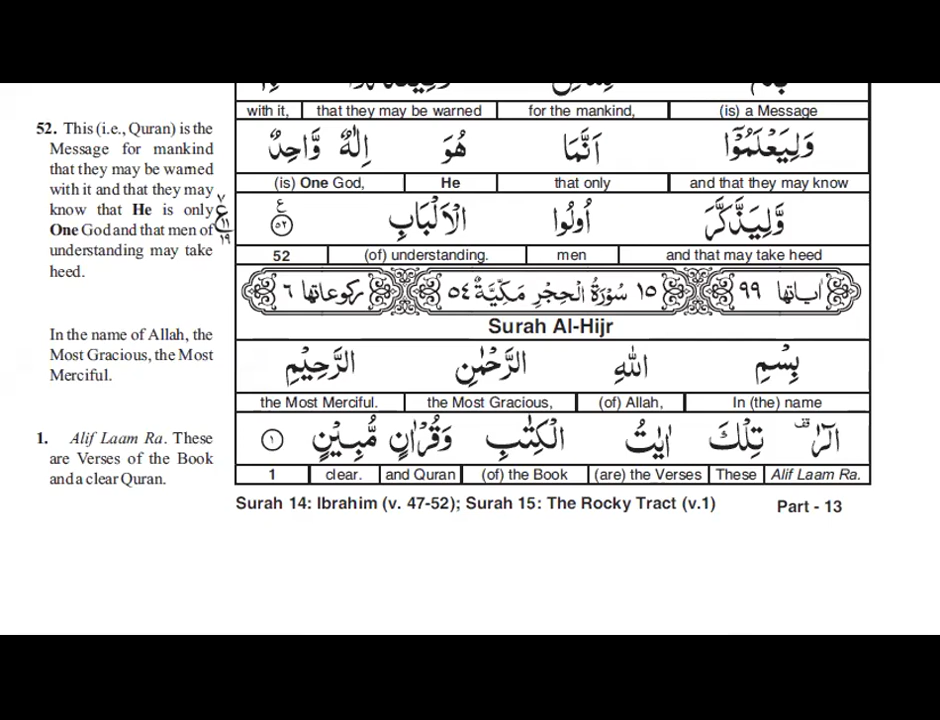 with it, that they may be warned for the mankind, (is) a Message
52. This (i.e., Quran) is the
Message for mankind
that they may be warned
with it and that they may
know that He is only
One God and that men of
understanding may take
heed.
وَلِيَعْلَمُوْٓا اَنَّمَا هُوَ اِلٰهٌ وَّاحِدٌ
(is) One God, He that only and that they may know
وَّلِيَذَّكَّرَ اُولُوا الْاَلْبَابِ ٥٢
ع ٧ ١١ ١٩
52 (of) understanding. men and that may take heed
اٰیاتھا ٩٩ ١٥ سُوْرَةُ الْحِجْرِ مَكِّيَّةٌ ٥٤ ركوعاتها ٦
Surah Al-Hijr
In the name of Allah, the
Most Gracious, the Most
Merciful.
بِسْمِ اللّٰهِ الرَّحْمٰنِ الرَّحِيْمِ
the Most Merciful. the Most Gracious, (of) Allah, In (the) name
1. Alif Laam Ra. These
are Verses of the Book
and a clear Quran.
الٓرٰ تِلْكَ اٰيٰتُ الْكِتٰبِ وَقُرْاٰنٍ مُّبِيْنٍ ١
1 clear. and Quran (of) the Book (are) the Verses These Alif Laam Ra.
Surah 14: Ibrahim (v. 47-52); Surah 15: The Rocky Tract (v.1) Part - 13